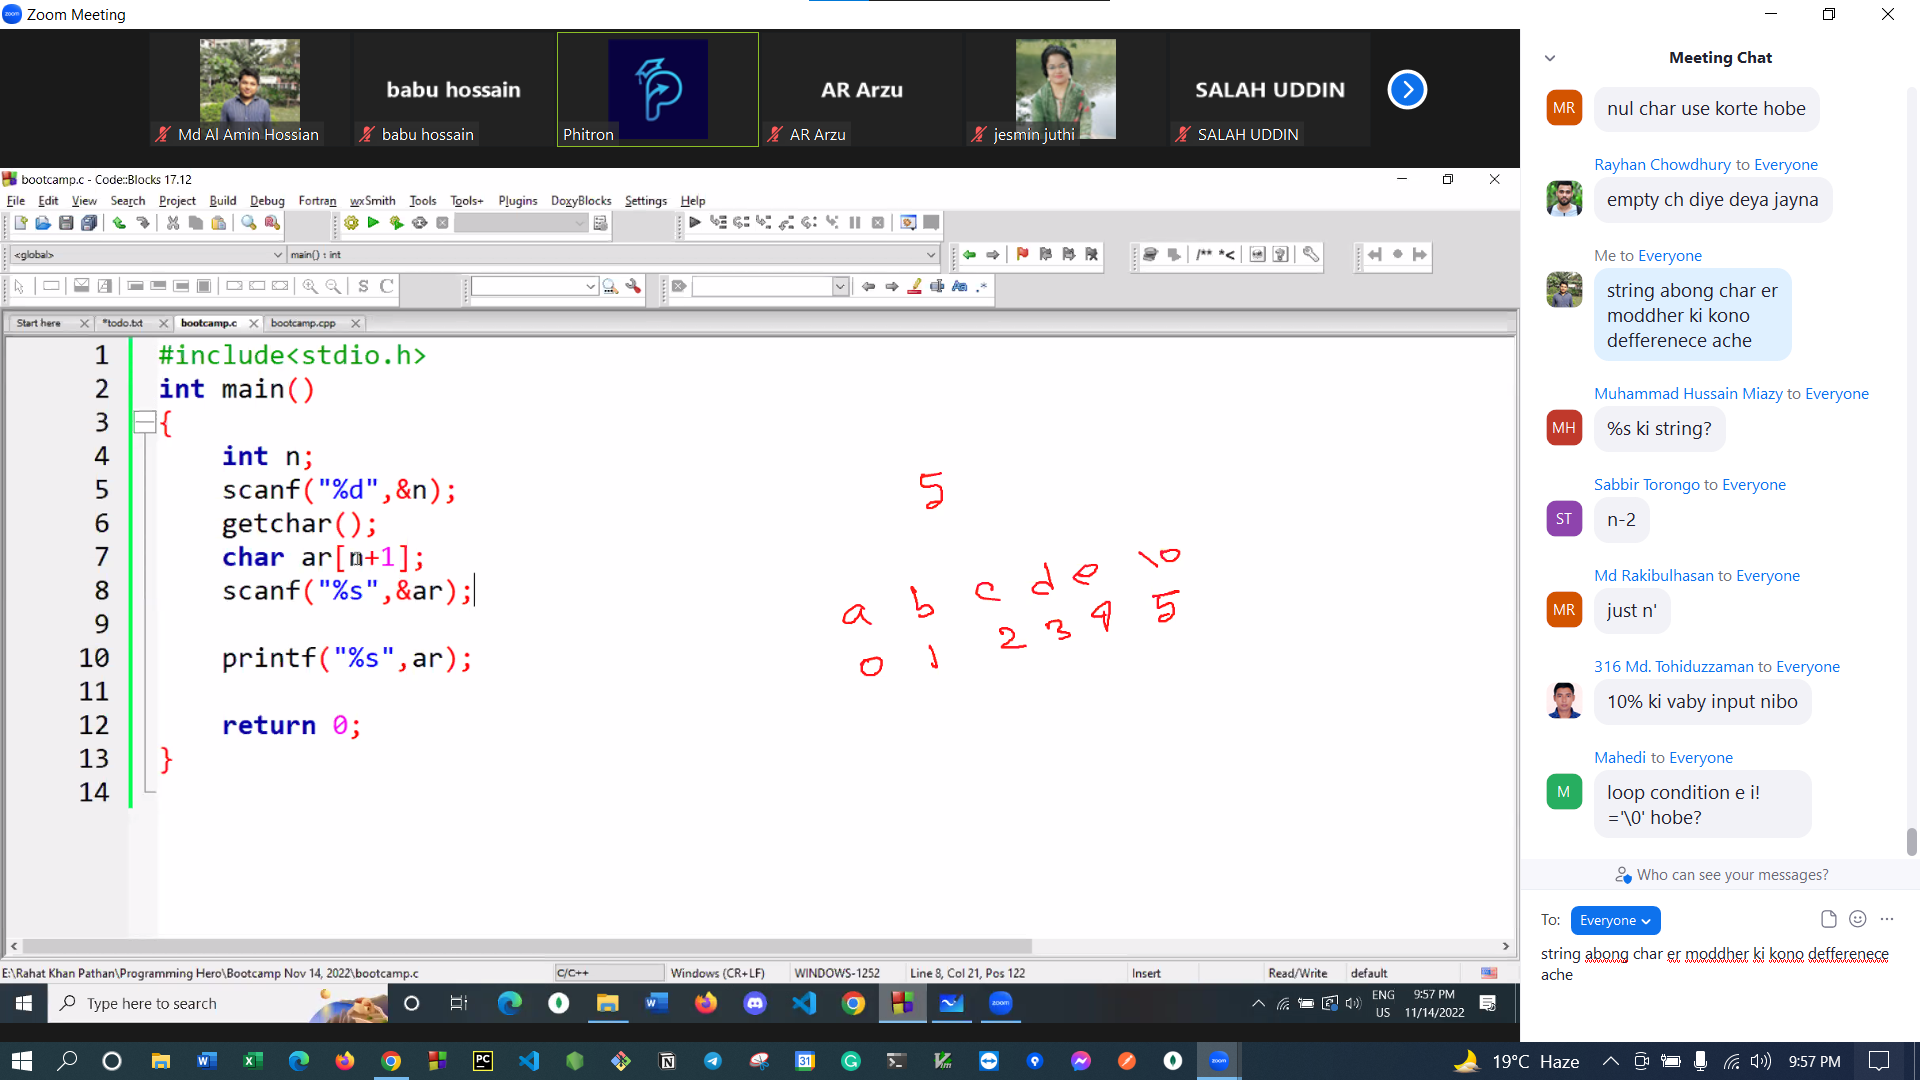 Zoom Meeting
babu hossain
AR Arzu
SALAH UDDIN
Md Al Amin Hossian
babu hossain
Phitron
AR Arzu
jesmin juthi
SALAH UDDIN
bootcamp.c - Code::Blocks 17.12
File Edit View Search Project Build Debug Fortran wxSmith Tools Tools+ Plugins DoxyBlocks Settings Help
<global>
main() : int
Start here
*todo.txt
bootcamp.c
bootcamp.cpp
1 #include<stdio.h>
2 int main()
3 {
4 int n;
5 scanf("%d",&n);
6 getchar();
7 char ar[n+1];
8 scanf("%s",&ar);
9
10 printf("%s",ar);
11
12 return 0;
13 }
14
5
a b c d e \0
0 1 2 3 4 5
E:\Rahat Khan Pathan\Programming Hero\Bootcamp Nov 14, 2022\bootcamp.c
C/C++
Windows (CR+LF)
WINDOWS-1252
Line 8, Col 21, Pos 122
Insert
Read/Write
default
Type here to search
ENG
US
9:57 PM
11/14/2022
Meeting Chat
MR
nul char use korte hobe
Rayhan Chowdhury to Everyone
empty ch diye deya jayna
Me to Everyone
string abong char er
moddher ki kono
defferenece ache
Muhammad Hussain Miazy to Everyone
MH
%s ki string?
Sabbir Torongo to Everyone
ST
n-2
Md Rakibulhasan to Everyone
MR
just n'
316 Md. Tohiduzzaman to Everyone
10% ki vaby input nibo
Mahedi to Everyone
M
loop condition e i!
='\0' hobe?
Who can see your messages?
To: Everyone
string abong char er moddher ki kono defferenece
ache
19°C Haze
9:57 PM